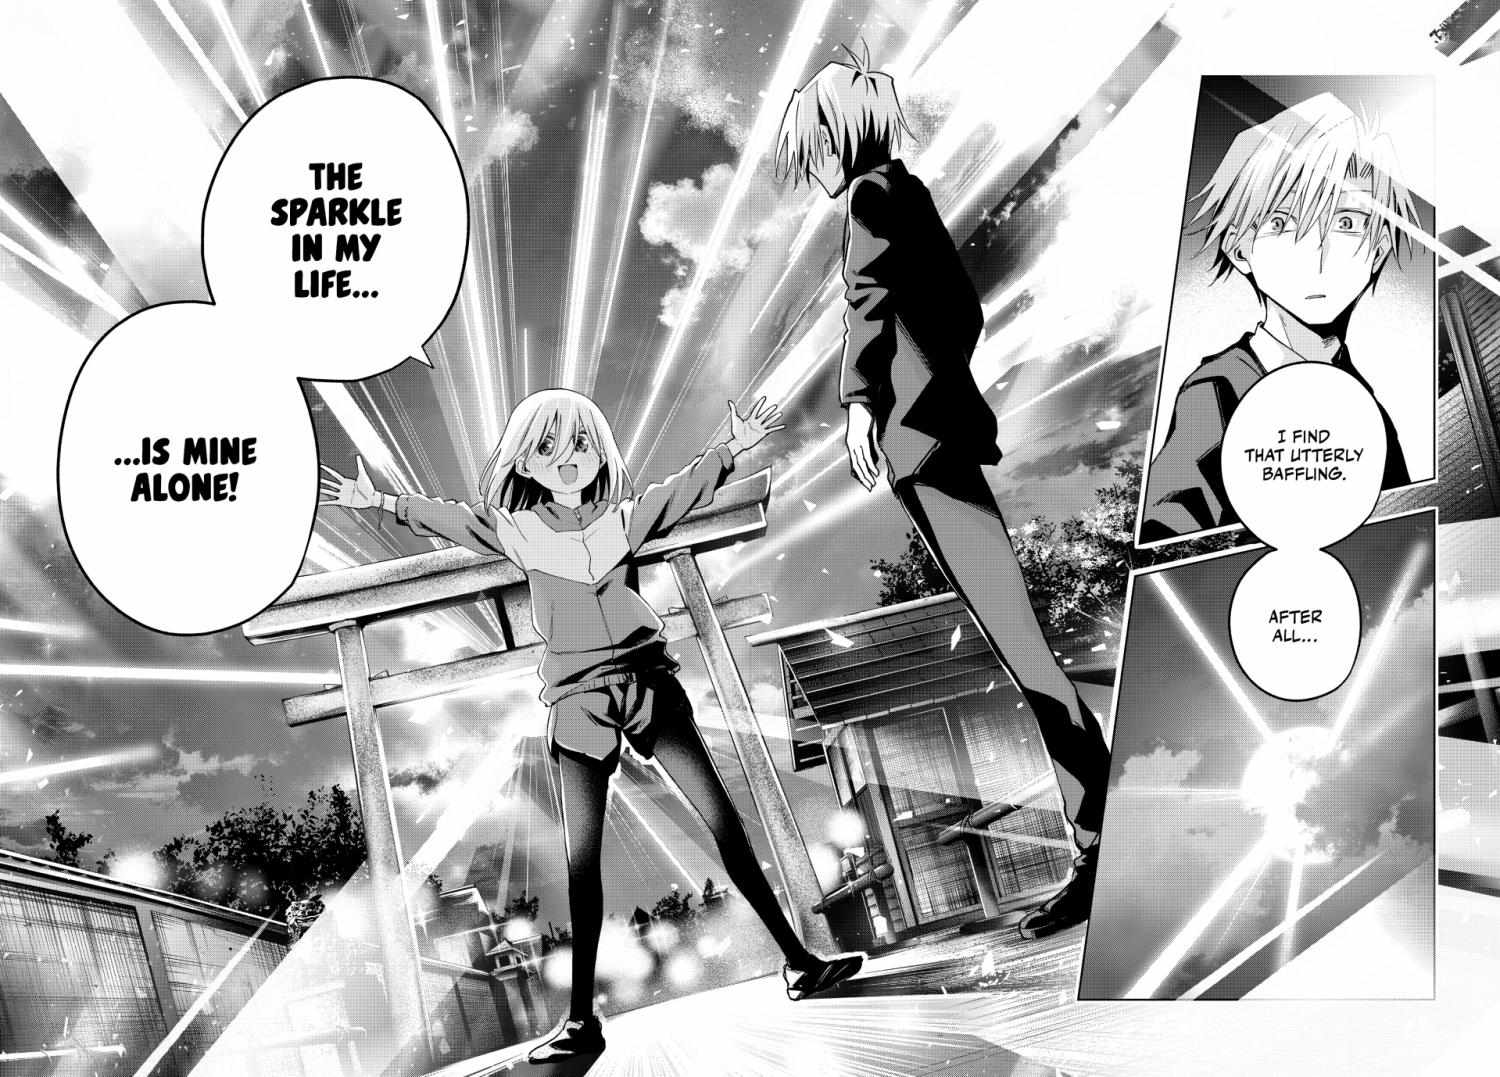 I FIND
THAT UTTERLY
BAFFLING.
AFTER
ALL...
THE
SPARKLE
IN MY
LIFE...
...IS MINE
ALONE!